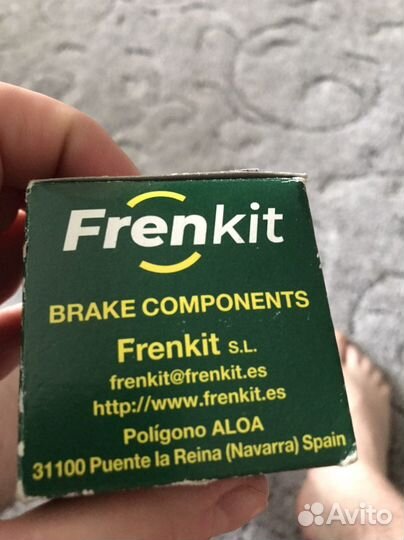 Frenkit
BRAKE COMPONENTS
Frenkit S.L.
frenkit@frenkit.es
http://www.frenkit.es
Polígono ALOA
31100 Puente la Reina (Navarra) Spain
Avito